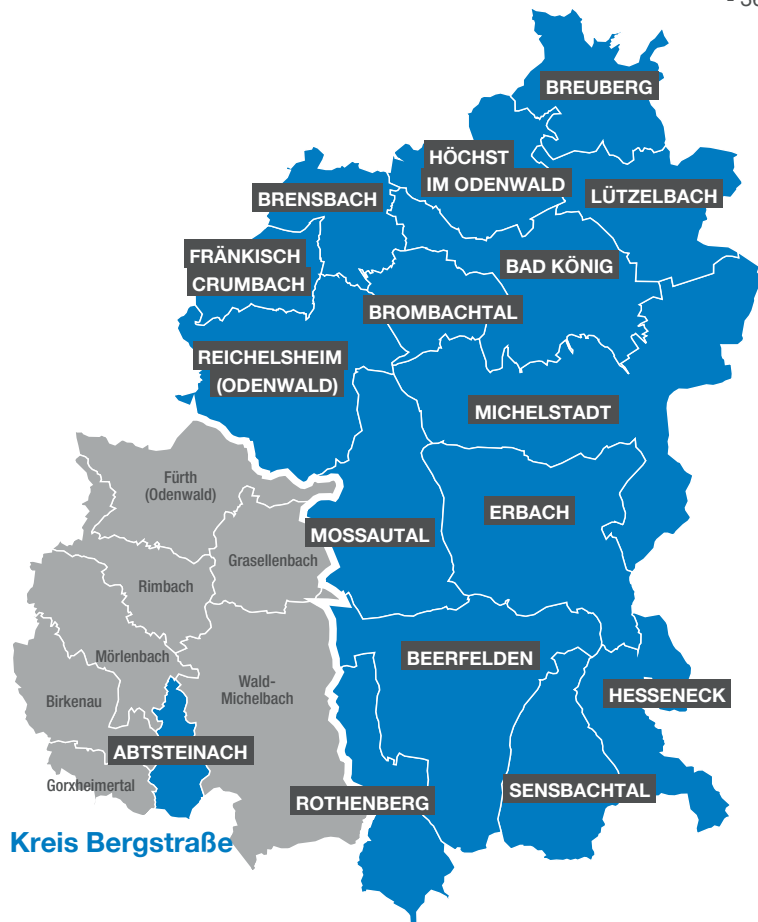 BREUBERG
HÖCHST
IM ODENWALD
LÜTZELBACH
BRENSBACH
FRÄNKISCH
CRUMBACH
BAD KÖNIG
BROMBACHTAL
REICHELSHEIM
(ODENWALD)
MICHELSTADT
Fürth
(Odenwald)
ERBACH
MOSSAUTAL
Grasellenbach
Rimbach
Mörlenbach
BEERFELDEN
Wald-
Michelbach
Birkenau
HESSENECK
ABTSTEINACH
Gorxheimertal
SENSBACHTAL
ROTHENBERG
Kreis Bergstraße